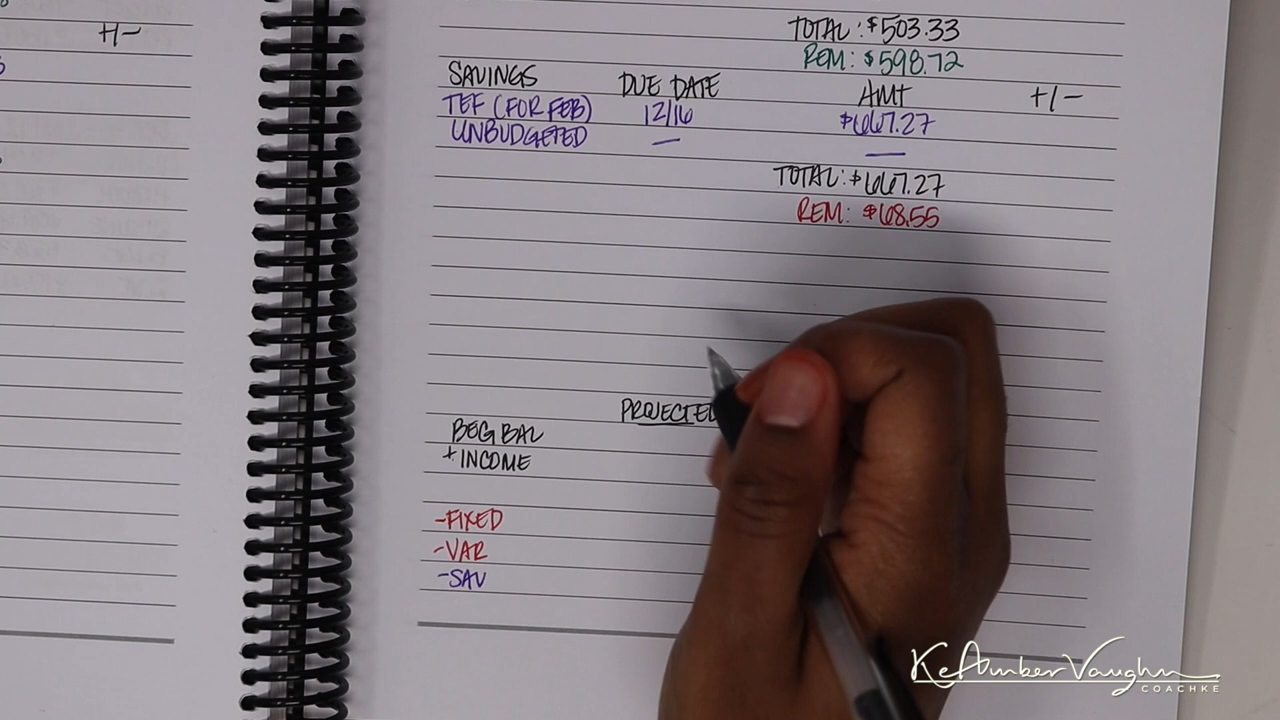 +/-
TOTAL: $503.33
REM: $598.72
SAVINGS DUE DATE AMT +/-
TEF (FOR FEB) 12/16 $667.27
UNBUDGETED — —
TOTAL: $667.27
REM: $68.55
PROJECTED
BEG BAL
+INCOME
-FIXED
-VAR
-SAV
KeAmber Vaughn
COACHKE